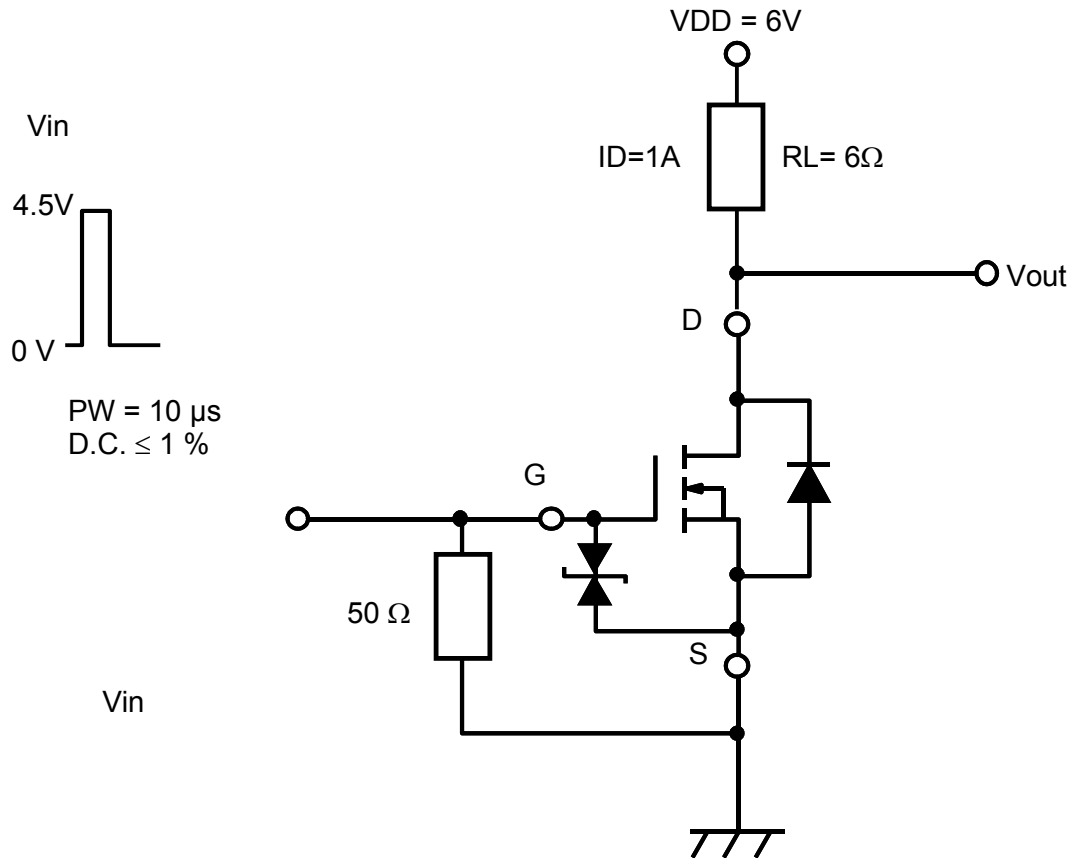 VDD = 6V
Vin
ID=1A
RL= 6Ω
4.5V
Vout
D
0 V
PW = 10 µs
D.C. ≤ 1 %
G
50 Ω
S
Vin